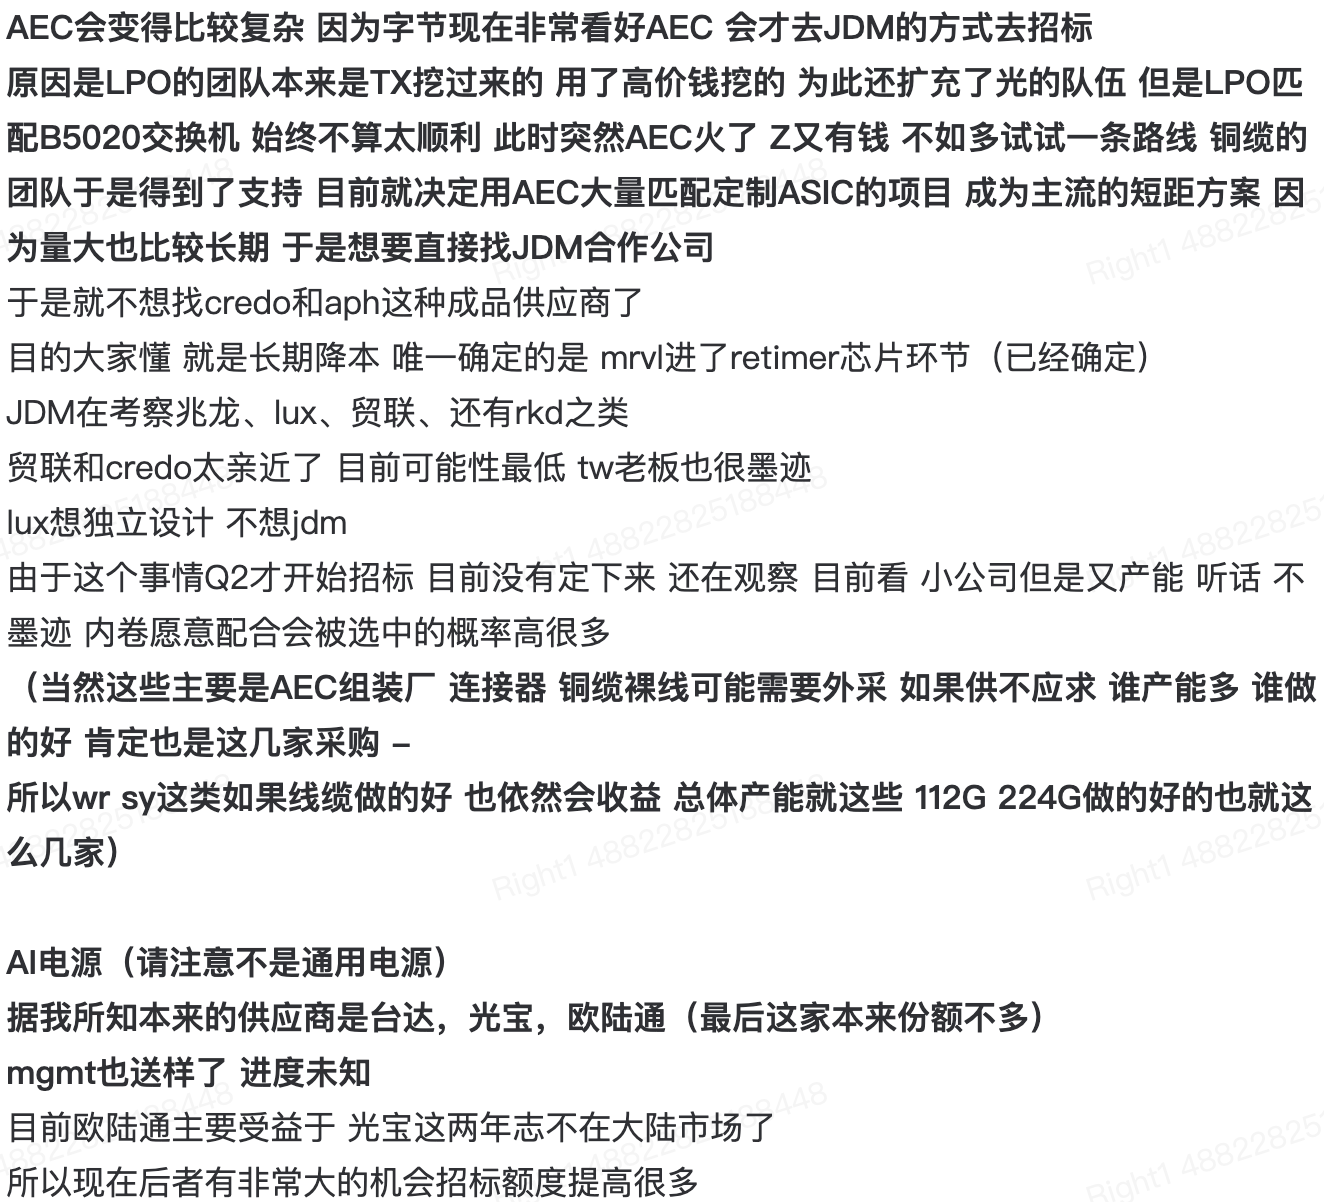 AEC会变得比较复杂 因为字节现在非常看好AEC 会才去JDM的方式去招标
原因是LPO的团队本来是TX挖过来的 用了高价钱挖的 为此还扩充了光的队伍 但是LPO匹
配B5020交换机 始终不算太顺利 此时突然AEC火了 Z又有钱 不如多试试一条路线 铜缆的
团队于是得到了支持 目前就决定用AEC大量匹配定制ASIC的项目 成为主流的短距方案 因
为量大也比较长期 于是想要直接找JDM合作公司
于是就不想找credo和aph这种成品供应商了
目的大家懂 就是长期降本 唯一确定的是 mrvl进了retimer芯片环节（已经确定）
JDM在考察兆龙、lux、贸联、还有rkd之类
贸联和credo太亲近了 目前可能性最低 tw老板也很墨迹
lux想独立设计 不想jdm
由于这个事情Q2才开始招标 目前没有定下来 还在观察 目前看 小公司但是又产能 听话 不
墨迹 内卷愿意配合会被选中的概率高很多
（当然这些主要是AEC组装厂 连接器 铜缆裸线可能需要外采 如果供不应求 谁产能多 谁做
的好 肯定也是这几家采购 –
所以wr sy这类如果线缆做的好 也依然会收益 总体产能就这些 112G 224G做的好的也就这
么几家）
AI电源（请注意不是通用电源）
据我所知本来的供应商是台达，光宝，欧陆通（最后这家本来份额不多）
mgmt也送样了 进度未知
目前欧陆通主要受益于 光宝这两年志不在大陆市场了
所以现在后者有非常大的机会招标额度提高很多
Right1 48822825188448